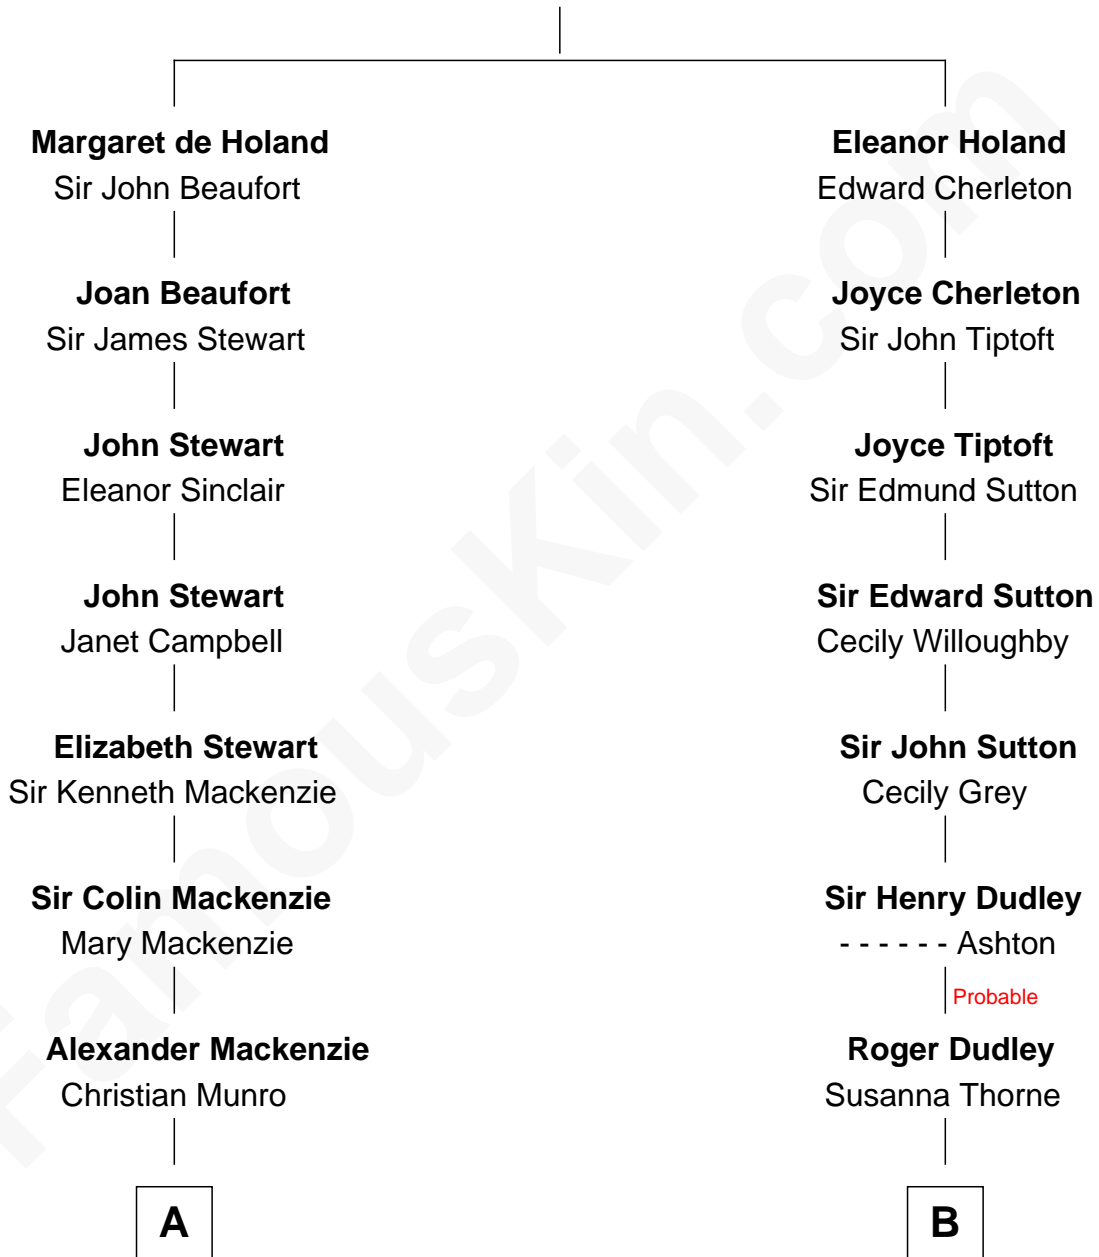 Margaret de Holand
Sir John Beaufort
Joan Beaufort
Sir James Stewart
John Stewart
Eleanor Sinclair
John Stewart
Janet Campbell
Elizabeth Stewart
Sir Kenneth Mackenzie
Sir Colin Mackenzie
Mary Mackenzie
Alexander Mackenzie
Christian Munro
A
Eleanor Holand
Edward Cherleton
Joyce Cherleton
Sir John Tiptoft
Joyce Tiptoft
Sir Edmund Sutton
Sir Edward Sutton
Cecily Willoughby
Sir John Sutton
Cecily Grey
Sir Henry Dudley
- - - - - - Ashton
Probable
Roger Dudley
Susanna Thorne
B
FamousKin.com